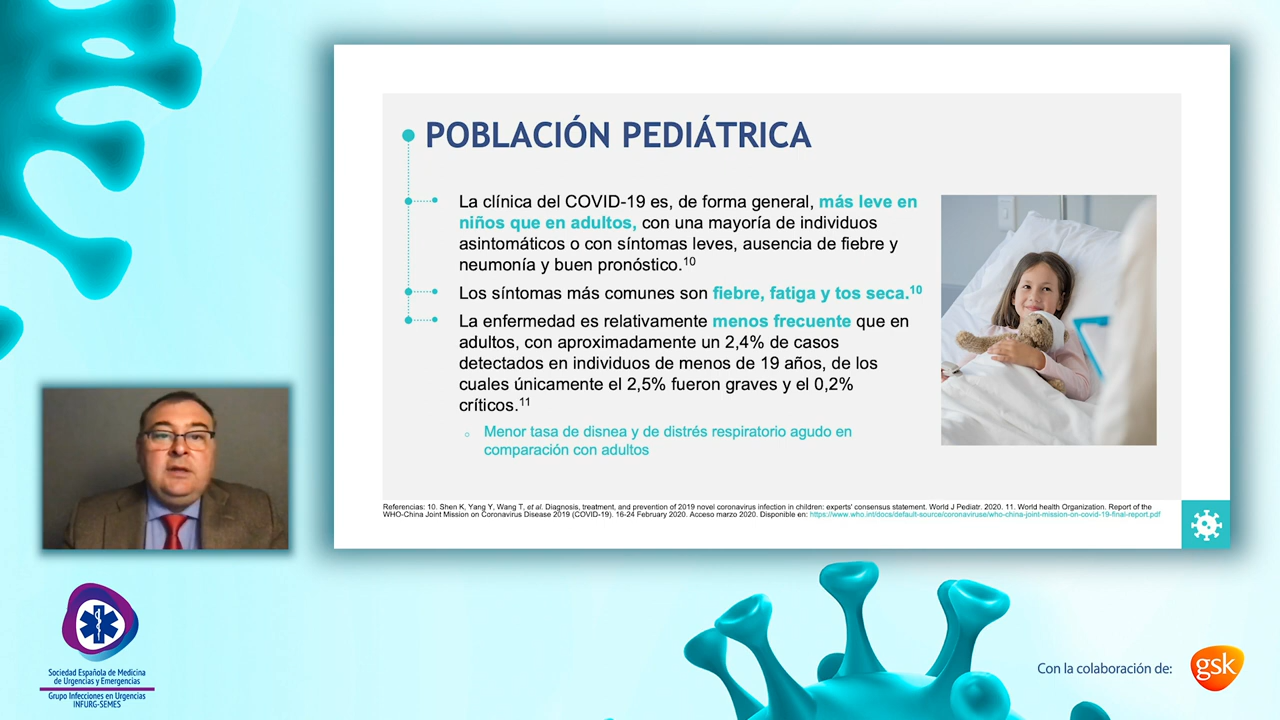 POBLACIÓN PEDIÁTRICA
La clínica del COVID-19 es, de forma general, más leve en
niños que en adultos, con una mayoría de individuos
asintomáticos o con síntomas leves, ausencia de fiebre y
neumonía y buen pronóstico.10
Los síntomas más comunes son fiebre, fatiga y tos seca.10
La enfermedad es relativamente menos frecuente que en
adultos, con aproximadamente un 2,4% de casos
detectados en individuos de menos de 19 años, de los
cuales únicamente el 2,5% fueron graves y el 0,2%
críticos.11
Menor tasa de disnea y de distrés respiratorio agudo en
comparación con adultos
Referencias: 10. Shen K, Yang Y, Wang T, et al. Diagnosis, treatment, and prevention of 2019 novel coronavirus infection in children: experts' consensus statement. World J Pediatr. 2020. 11. World health Organization. Report of the
WHO-China Joint Mission on Coronavirus Disease 2019 (COVID-19). 16-24 February 2020. Acceso marzo 2020. Disponible en: https://www.who.int/docs/default-source/coronaviruse/who-china-joint-mission-on-covid-19-final-report.pdf
Sociedad Española de Medicina
de Urgencias y Emergencias
Grupo Infecciones en Urgencias
INFURG-SEMES
Con la colaboración de:
gsk